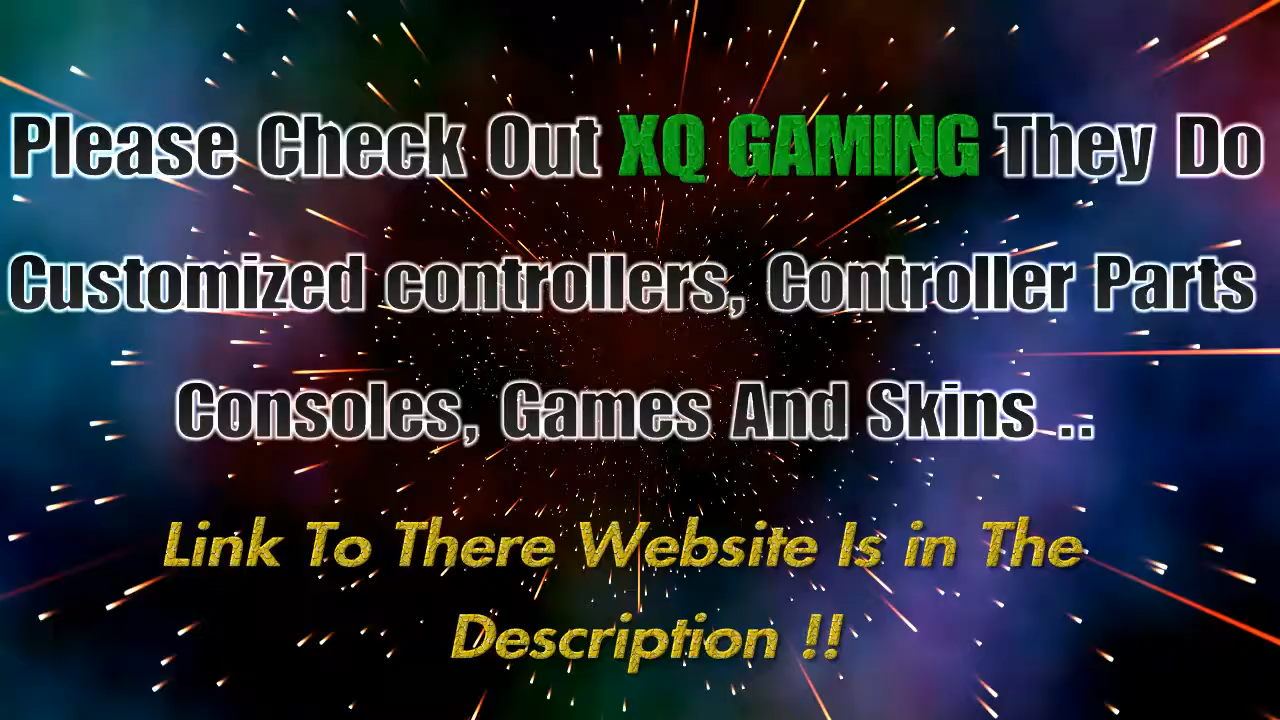 Please Check Out XQ GAMING They Do
Customized controllers, Controller Parts
Consoles, Games And Skins ..
Link To There Website Is in The
Description !!